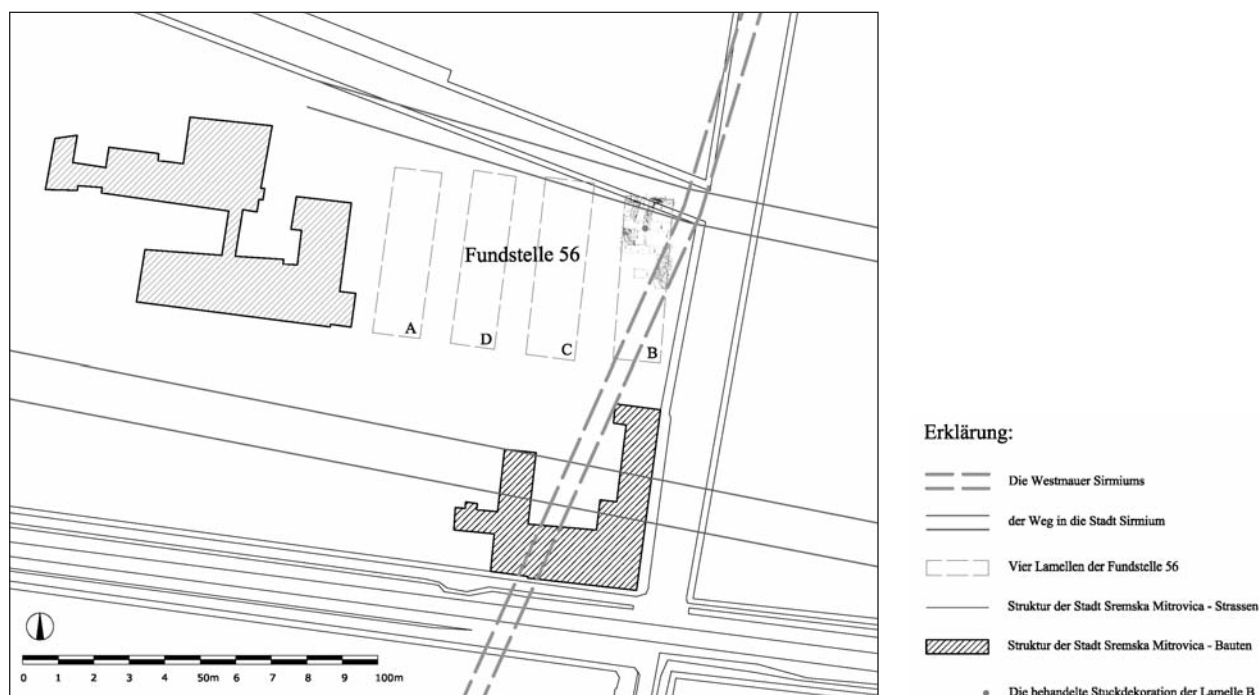 Fundstelle 56
A
D
C
B
0 1 2 3 4 50m 6 7 8 9 100m
Erklärung:
Die Westmauer Sirmiums
der Weg in die Stadt Sirmium
Vier Lamellen der Fundstelle 56
Struktur der Stadt Sremska Mitrovica - Strassen
Struktur der Stadt Sremska Mitrovica - Bauten
Die behandelte Stuckdekoration der Lamelle B